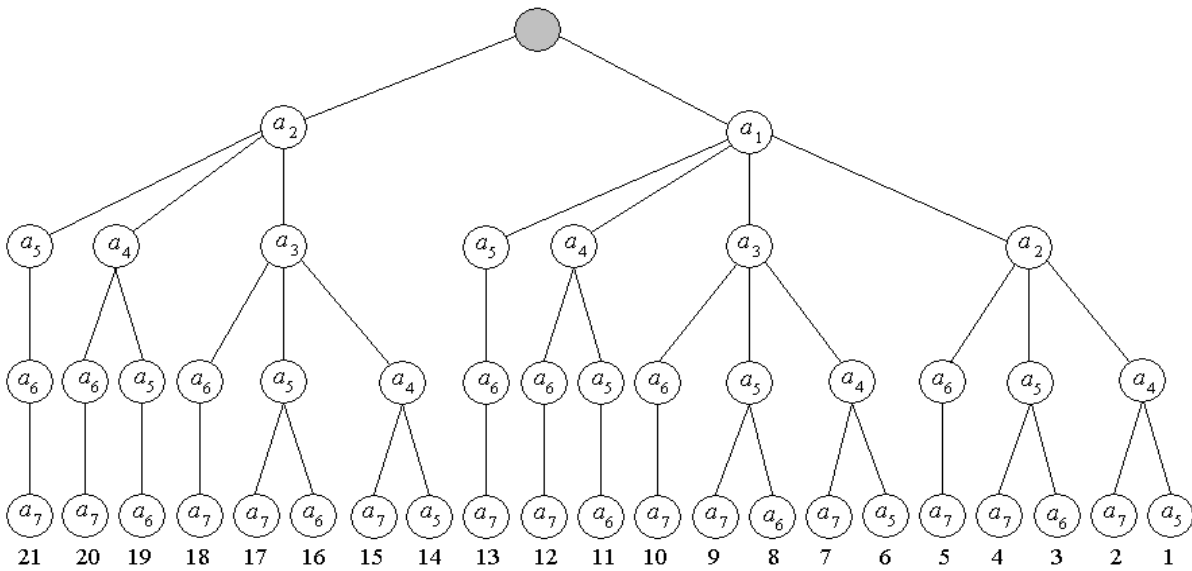 a₂ a₁
a₅ a₄ a₃ a₅ a₄ a₃ a₂
a₆ a₆ a₅ a₆ a₅ a₄ a₆ a₆ a₅ a₆ a₅ a₄ a₆ a₅ a₄
a₇ a₇ a₆ a₇ a₇ a₆ a₇ a₅ a₇ a₇ a₆ a₇ a₇ a₆ a₇ a₅ a₇ a₇ a₆ a₇ a₅
21 20 19 18 17 16 15 14 13 12 11 10 9 8 7 6 5 4 3 2 1